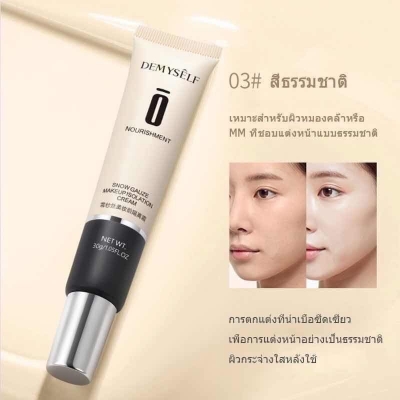 DEMYSELF
Ō
NOURISHMENT
SNOW GAUZE
MAKEUP ISOLATION
CREAM
NET WT.
30g/1.05FL.OZ
03# สีธรรมชาติ
เหมาะสำหรับผิวหมองคล้ำหรือ
MM ที่ชอบแต่งหน้าแบบธรรมชาติ
การตกแต่งที่น่าเบื่อซีดเซียว
เพื่อการแต่งหน้าอย่างเป็นธรรมชาติ
ผิวกระจ่างใสหลังใช้